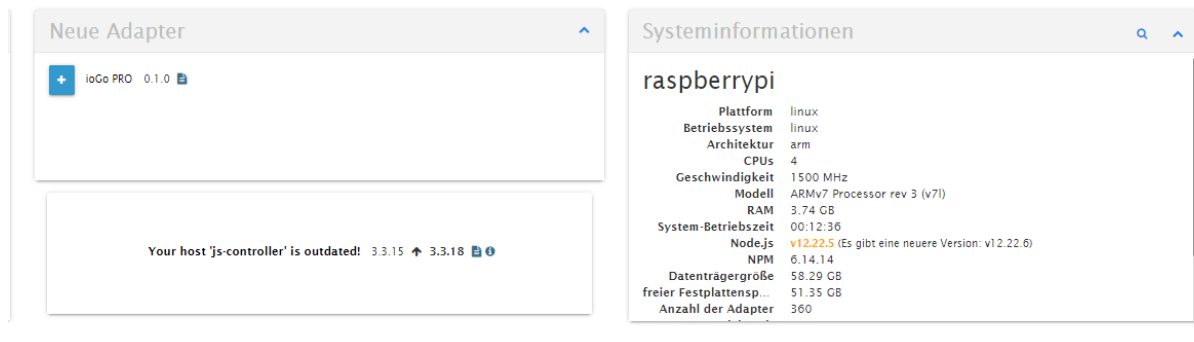 Neue Adapter
ioGo PRO 0.1.0
Your host 'js-controller' is outdated! 3.3.15 3.3.18
Systeminformationen
raspberrypi
Plattform linux
Betriebssystem linux
Architektur arm
CPUs 4
Geschwindigkeit 1500 MHz
Modell ARMv7 Processor rev 3 (v7l)
RAM 3.74 GB
System-Betriebszeit 00:12:36
Node.js v12.22.5 (Es gibt eine neuere Version: v12.22.6)
NPM 6.14.14
Datenträgergröße 58.29 GB
freier Festplattensp... 51.35 GB
Anzahl der Adapter 360